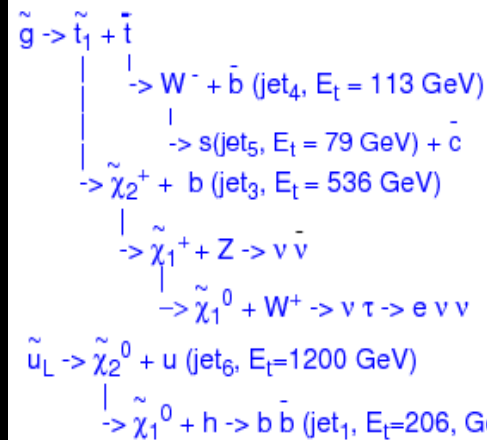 g̃ -> t̃₁ + t̄
-> W⁻ + b̄ (jet₄, Eₜ = 113 GeV)
-> s(jet₅, Eₜ = 79 GeV) + c̄
-> χ̃₂⁺ + b (jet₃, Eₜ = 536 GeV)
-> χ̃₁⁺ + Z -> ν ν̄
-> χ̃₁⁰ + W⁺ -> ν τ -> e ν ν
ũ_L -> χ̃₂⁰ + u (jet₆, Eₜ=1200 GeV)
-> χ̃₁⁰ + h -> b b̄ (jet₁, Eₜ=206, G